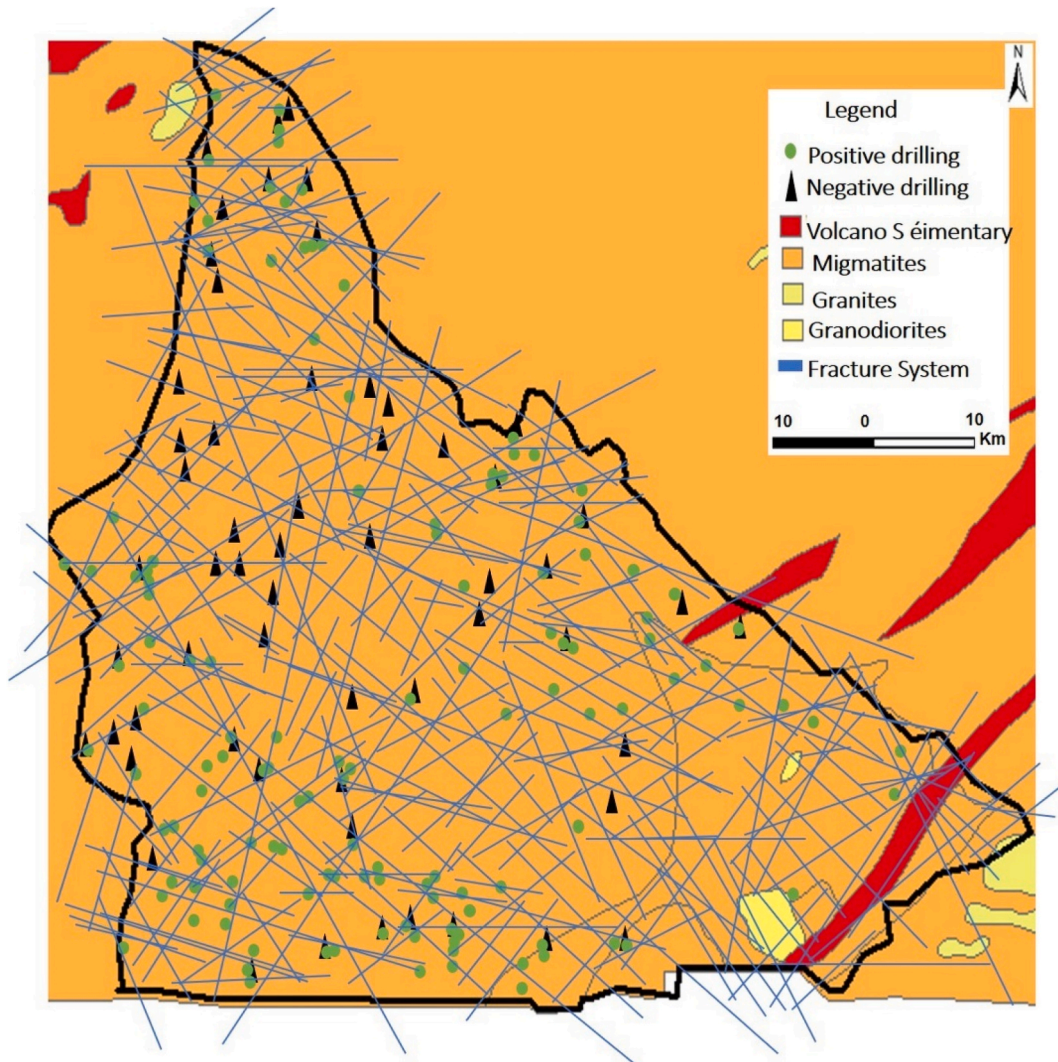 N
Legend
Positive drilling
Negative drilling
Volcano S éimentary
Migmatites
Granites
Granodiorites
Fracture System
10 0 10
Km